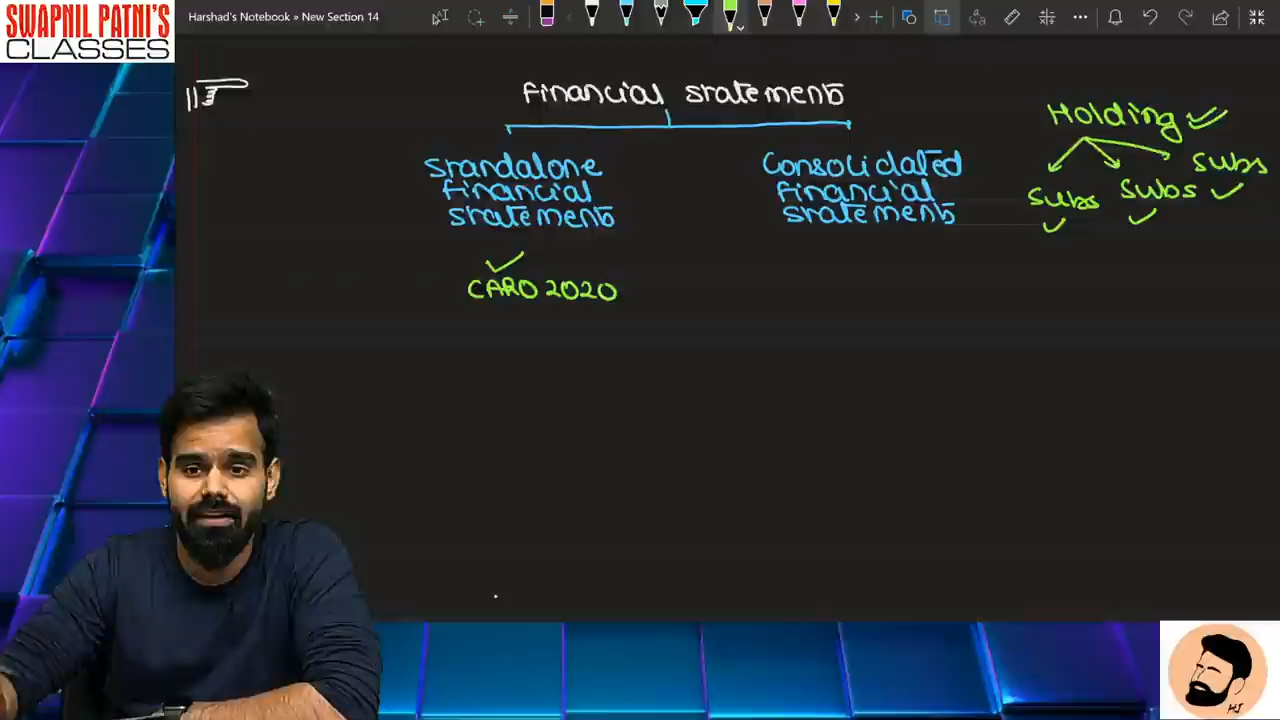 SWAPNIL PATNI'S
CLASSES
Harshad's Notebook » New Section 14
Financial statements
Standalone
financial
statements
Consolidated
financial
statements
Holding
Subs
Subs
Subs
CARO 2020
HJ